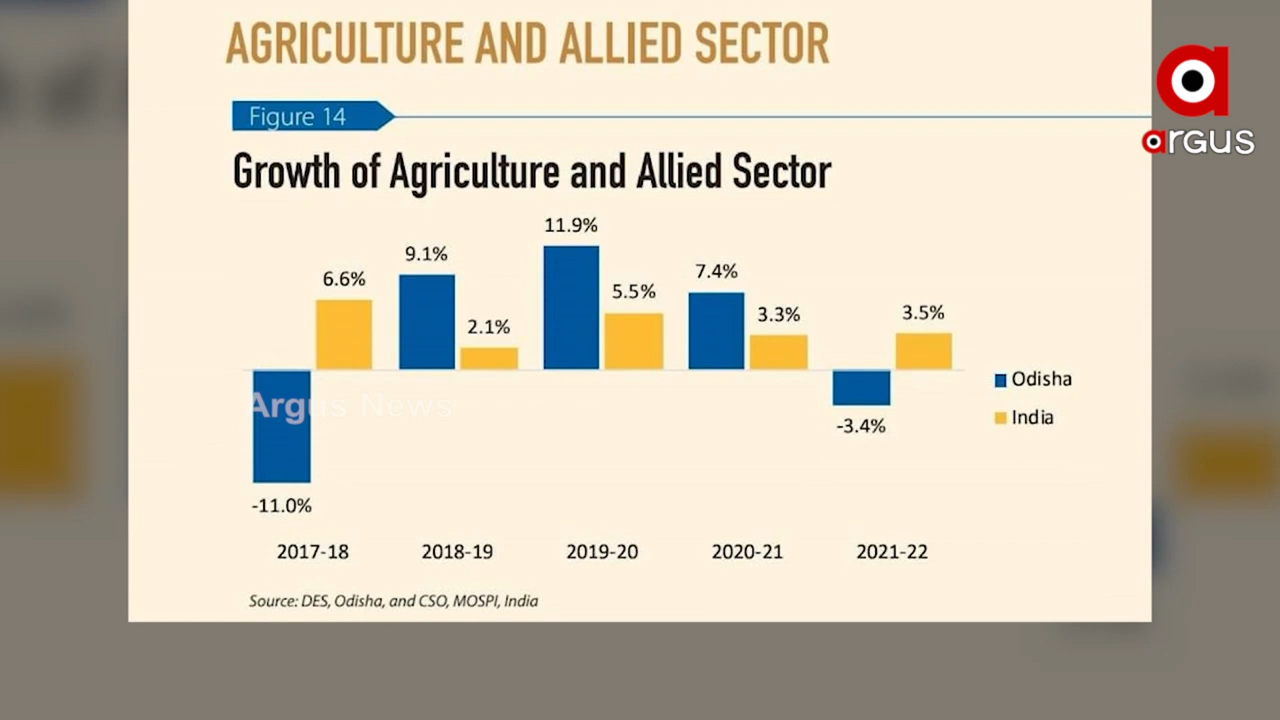 AGRICULTURE AND ALLIED SECTOR
argus
Figure 14
Growth of Agriculture and Allied Sector
11.9%
9.1%
7.4%
6.6%
5.5%
3.3%
3.5%
2.1%
Odisha
Argus News
India
-3.4%
-11.0%
2017-18 2018-19 2019-20 2020-21 2021-22
Source: DES, Odisha, and CSO, MOSPI, India